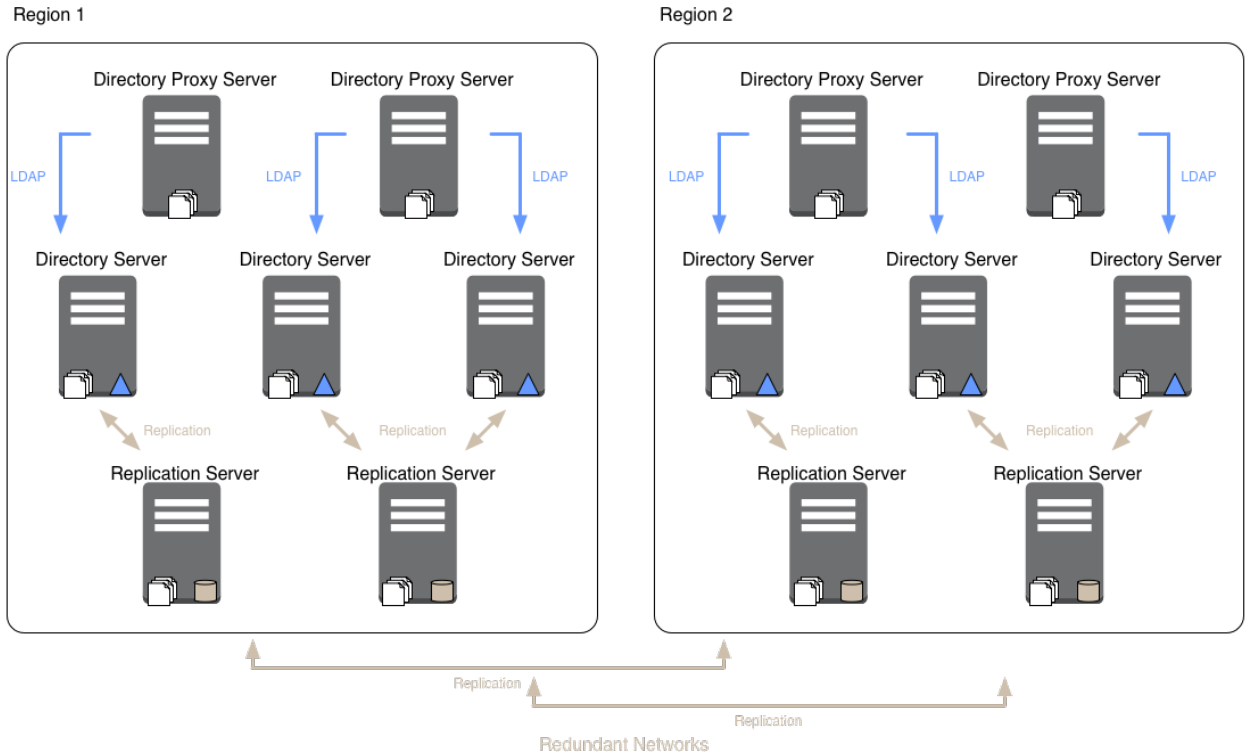 Region 1
Region 2
Directory Proxy Server
Directory Proxy Server
Directory Proxy Server
Directory Proxy Server
LDAP
LDAP
LDAP
LDAP
LDAP
LDAP
Directory Server
Directory Server
Directory Server
Directory Server
Directory Server
Directory Server
Replication
Replication
Replication
Replication
Replication Server
Replication Server
Replication Server
Replication Server
Replication
Replication
Redundant Networks